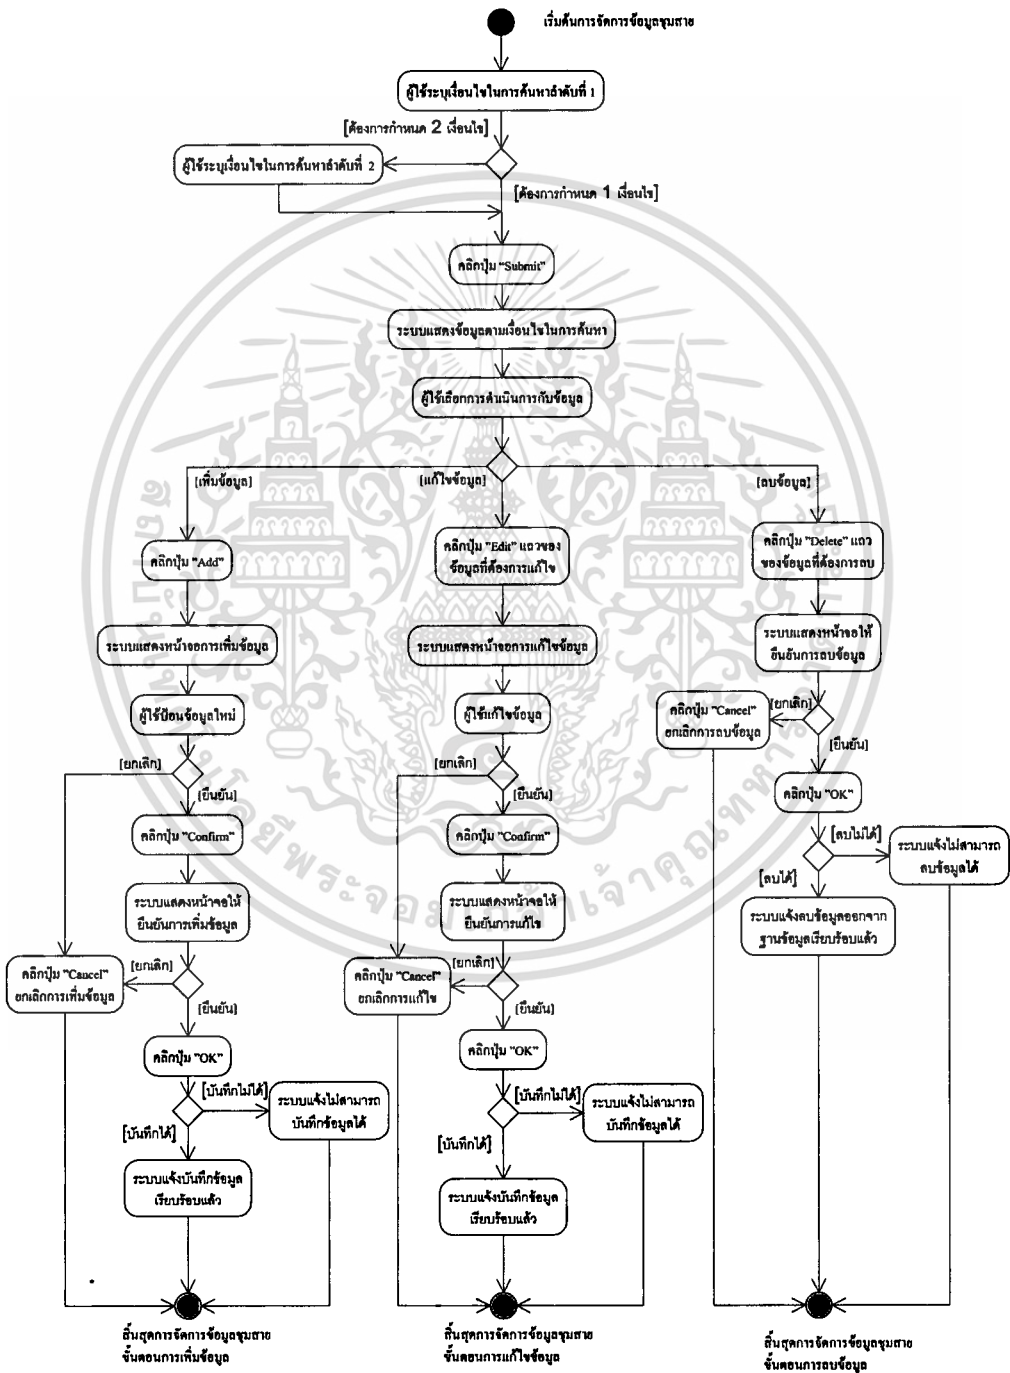 เริ่มต้นการจัดการข้อมูลชุมสาย
ผู้ใช้ระบุเงื่อนไขในการค้นหาลำดับที่ 1
[ต้องการกำหนด 2 เงื่อนไข]
ผู้ใช้ระบุเงื่อนไขในการค้นหาลำดับที่ 2
[ต้องการกำหนด 1 เงื่อนไข]
คลิกปุ่ม "Submit"
ระบบแสดงข้อมูลตามเงื่อนไขในการค้นหา
ผู้ใช้เลือกการดำเนินการกับข้อมูล
[เพิ่มข้อมูล]
[แก้ไขข้อมูล]
[ลบข้อมูล]
คลิกปุ่ม "Add"
ระบบแสดงหน้าจอการเพิ่มข้อมูล
ผู้ใช้ป้อนข้อมูลใหม่
[ยกเลิก]
[ยืนยัน]
คลิกปุ่ม "Confirm"
ระบบแสดงหน้าจอให้
ยืนยันการเพิ่มข้อมูล
[ยกเลิก]
คลิกปุ่ม "Cancel"
ยกเลิกการเพิ่มข้อมูล
[ยืนยัน]
คลิกปุ่ม "OK"
[บันทึกไม่ได้]
ระบบแจ้งไม่สามารถ
บันทึกข้อมูลได้
[บันทึกได้]
ระบบแจ้งบันทึกข้อมูล
เรียบร้อยแล้ว
สิ้นสุดการจัดการข้อมูลชุมสาย
ขั้นตอนการเพิ่มข้อมูล
คลิกปุ่ม "Edit" แถวของ
ข้อมูลที่ต้องการแก้ไข
ระบบแสดงหน้าจอการแก้ไขข้อมูล
ผู้ใช้แก้ไขข้อมูล
[ยกเลิก]
[ยืนยัน]
คลิกปุ่ม "Confirm"
ระบบแสดงหน้าจอให้
ยืนยันการแก้ไข
[ยกเลิก]
คลิกปุ่ม "Cancel"
ยกเลิกการแก้ไข
[ยืนยัน]
คลิกปุ่ม "OK"
[บันทึกไม่ได้]
ระบบแจ้งไม่สามารถ
บันทึกข้อมูลได้
[บันทึกได้]
ระบบแจ้งบันทึกข้อมูล
เรียบร้อยแล้ว
สิ้นสุดการจัดการข้อมูลชุมสาย
ขั้นตอนการแก้ไขข้อมูล
คลิกปุ่ม "Delete" แถว
ของข้อมูลที่ต้องการลบ
ระบบแสดงหน้าจอให้
ยืนยันการลบข้อมูล
[ยกเลิก]
คลิกปุ่ม "Cancel"
ยกเลิกการลบข้อมูล
[ยืนยัน]
คลิกปุ่ม "OK"
[ลบไม่ได้]
ระบบแจ้งไม่สามารถ
ลบข้อมูลได้
[ลบได้]
ระบบแจ้งลบข้อมูลออกจาก
ฐานข้อมูลเรียบร้อยแล้ว
สิ้นสุดการจัดการข้อมูลชุมสาย
ขั้นตอนการลบข้อมูล